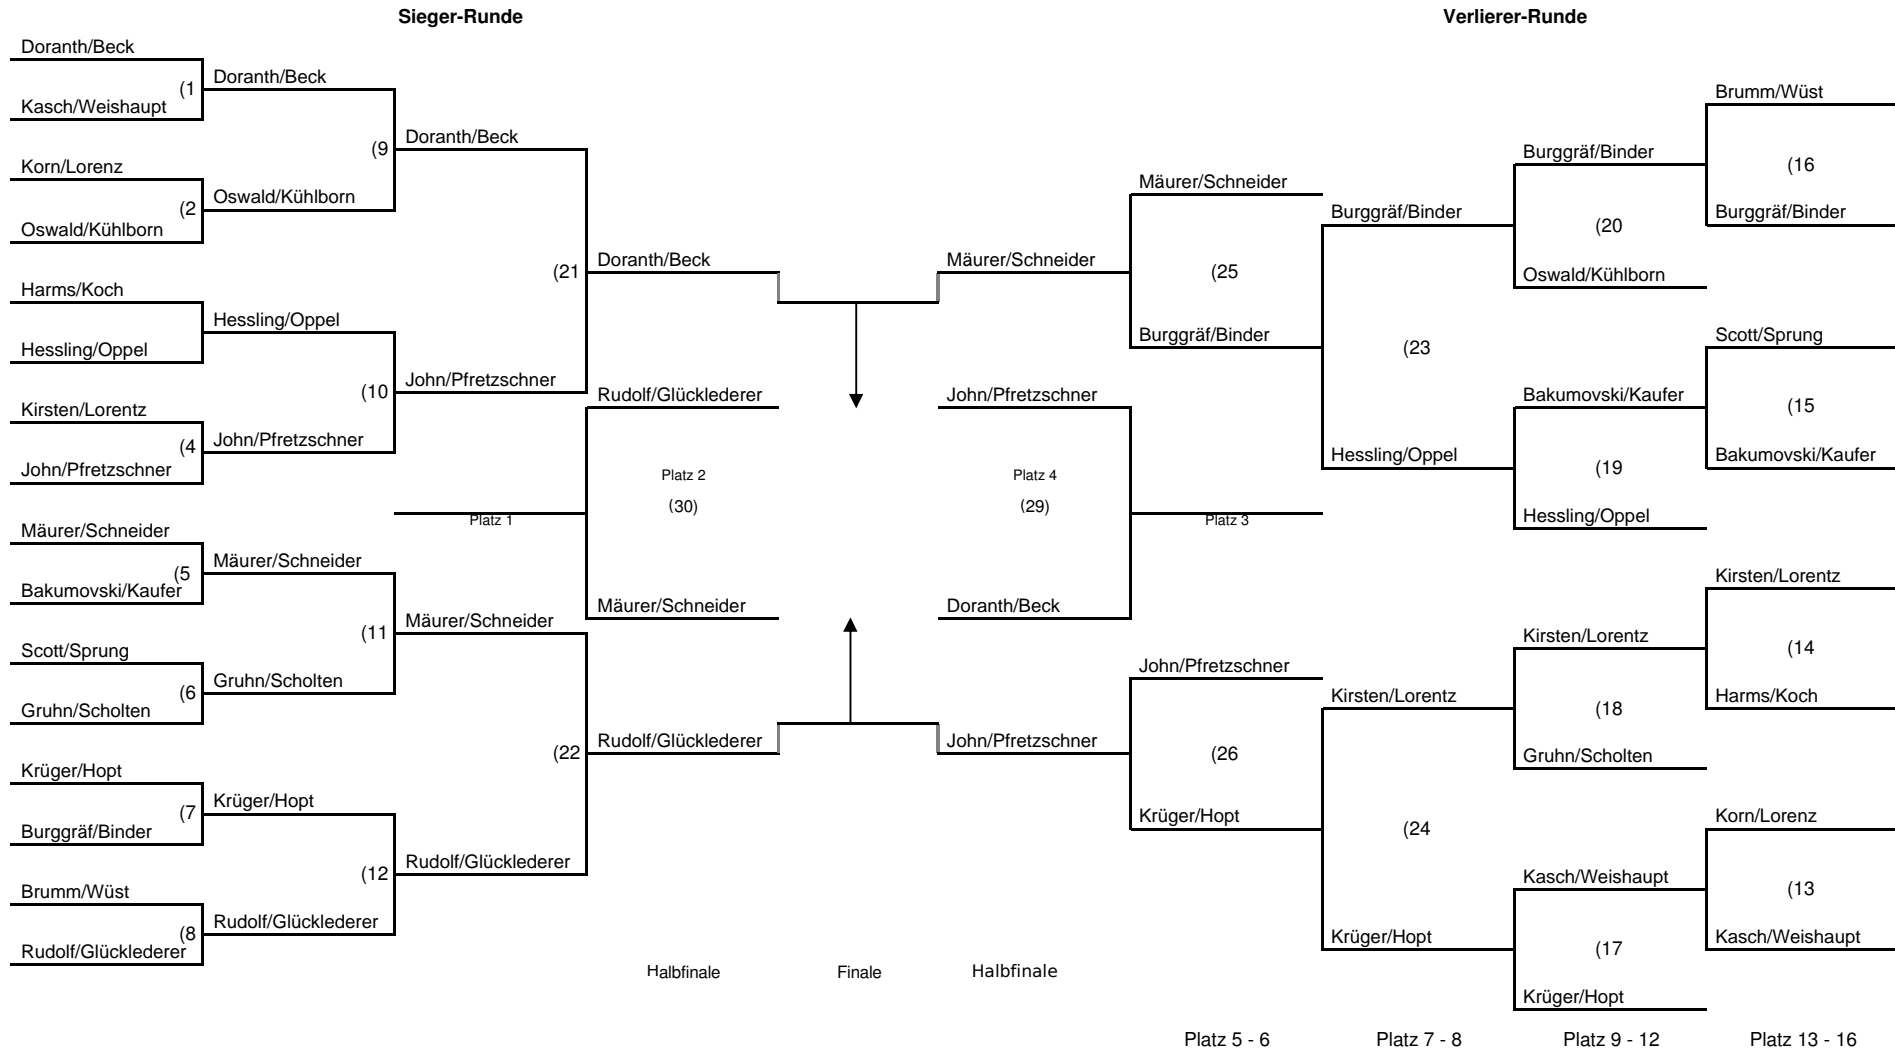 Sieger-Runde
Verlierer-Runde
Doranth/Beck
(1
Kasch/Weishaupt
Korn/Lorenz
(2
Oswald/Kühlborn
Harms/Koch
Hessling/Oppel
Kirsten/Lorentz
(4
John/Pfretzschner
Mäurer/Schneider
(5
Bakumovski/Kaufer
Scott/Sprung
(6
Gruhn/Scholten
Krüger/Hopt
(7
Burggräf/Binder
Brumm/Wüst
(8
Rudolf/Glücklederer
Doranth/Beck
(9
Oswald/Kühlborn
Hessling/Oppel
(10
John/Pfretzschner
Mäurer/Schneider
(11
Gruhn/Scholten
Krüger/Hopt
(12
Rudolf/Glücklederer
Doranth/Beck
(21
John/Pfretzschner
Platz 1
Mäurer/Schneider
(22
Rudolf/Glücklederer
Doranth/Beck
Rudolf/Glücklederer
Platz 2
(30)
Mäurer/Schneider
Rudolf/Glücklederer
Halbfinale
Finale
Mäurer/Schneider
John/Pfretzschner
Platz 4
(29)
Doranth/Beck
John/Pfretzschner
Halbfinale
Mäurer/Schneider
(25
Burggräf/Binder
Platz 3
John/Pfretzschner
(26
Krüger/Hopt
Platz 5 - 6
Burggräf/Binder
(23
Hessling/Oppel
Kirsten/Lorentz
(24
Krüger/Hopt
Platz 7 - 8
Burggräf/Binder
(20
Oswald/Kühlborn
Bakumovski/Kaufer
(19
Hessling/Oppel
Kirsten/Lorentz
(18
Gruhn/Scholten
Kasch/Weishaupt
(17
Krüger/Hopt
Platz 9 - 12
Brumm/Wüst
(16
Burggräf/Binder
Scott/Sprung
(15
Bakumovski/Kaufer
Kirsten/Lorentz
(14
Harms/Koch
Korn/Lorenz
(13
Kasch/Weishaupt
Platz 13 - 16